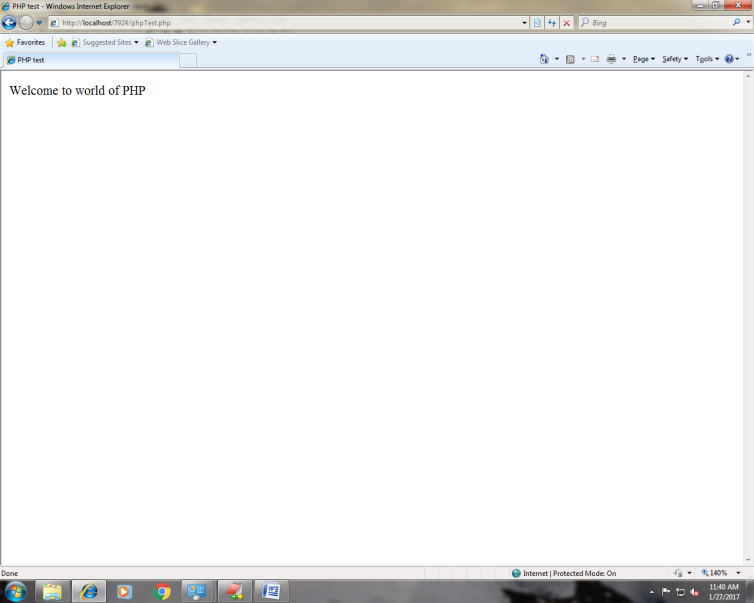 PHP test - Windows Internet Explorer
http://localhost/7924/phpTest.php
Bing
Favorites
Suggested Sites
Web Slice Gallery
PHP test
Page
Safety
Tools
»
Welcome to world of PHP
Done
Internet | Protected Mode: On
140%
11:40 AM
1/27/2017